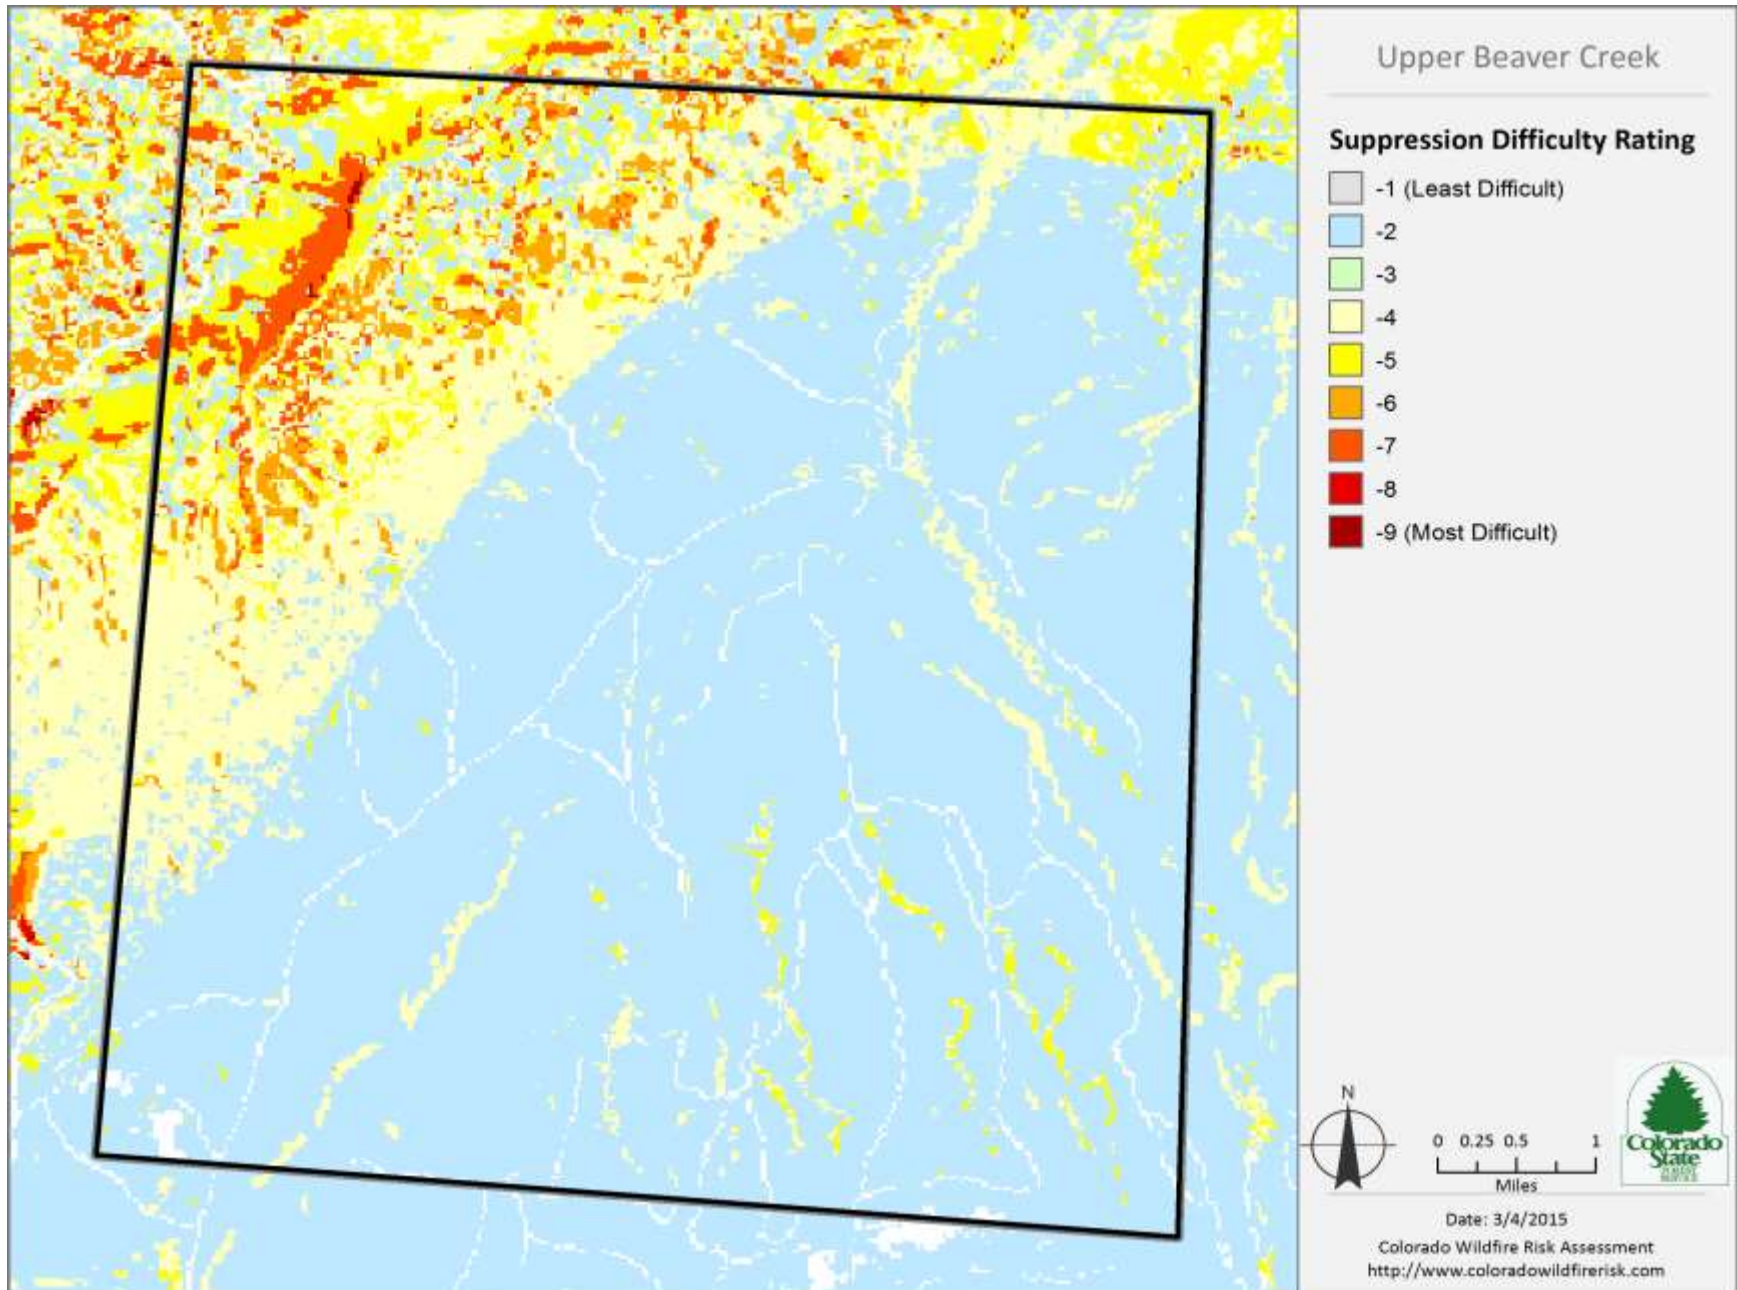 Upper Beaver Creek
Suppression Difficulty Rating
-1 (Least Difficult)
-2
-3
-4
-5
-6
-7
-8
-9 (Most Difficult)
N
0 0.25 0.5 1
Miles
Colorado
State
Date: 3/4/2015
Colorado Wildfire Risk Assessment
http://www.coloradowildfirerisk.com